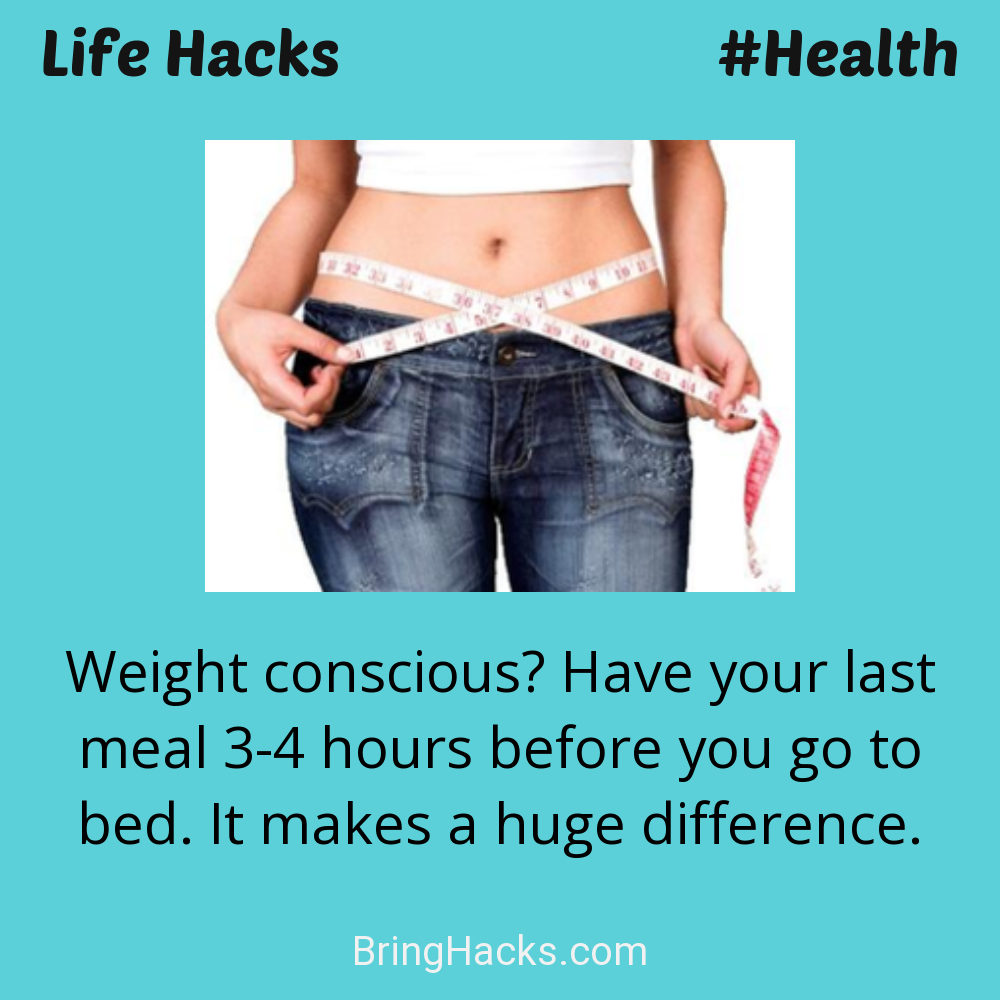 Life Hacks
#Health
Weight conscious? Have your last
meal 3-4 hours before you go to
bed. It makes a huge difference.
BringHacks.com